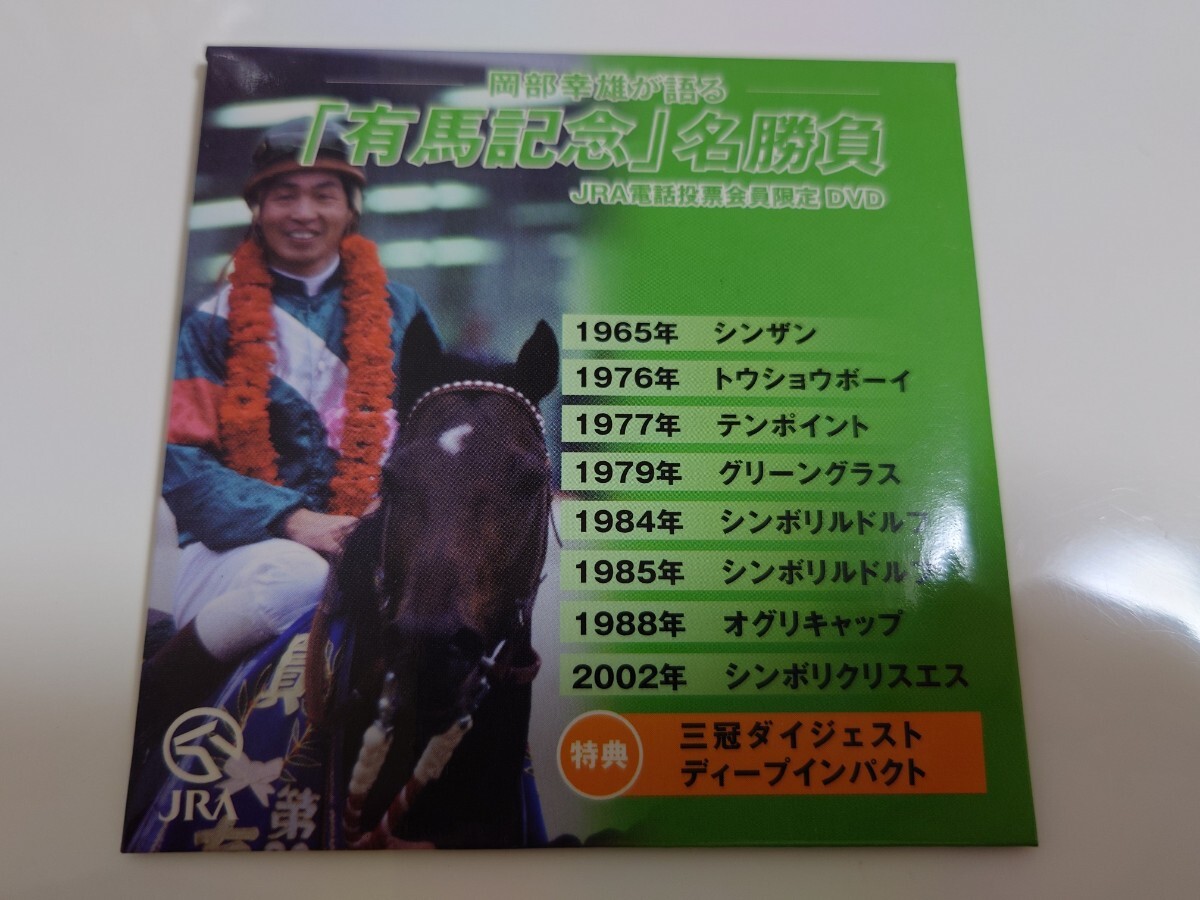 岡部幸雄が語る
「有馬記念」名勝負
JRA電話投票会員限定 DVD
1965年 シンザン
1976年 トウショウボーイ
1977年 テンポイント
1979年 グリーングラス
1984年 シンボリルドルフ
1985年 シンボリルドルフ
1988年 オグリキャップ
2002年 シンボリクリスエス
特典
三冠ダイジェスト
ディープインパクト
JRA
第